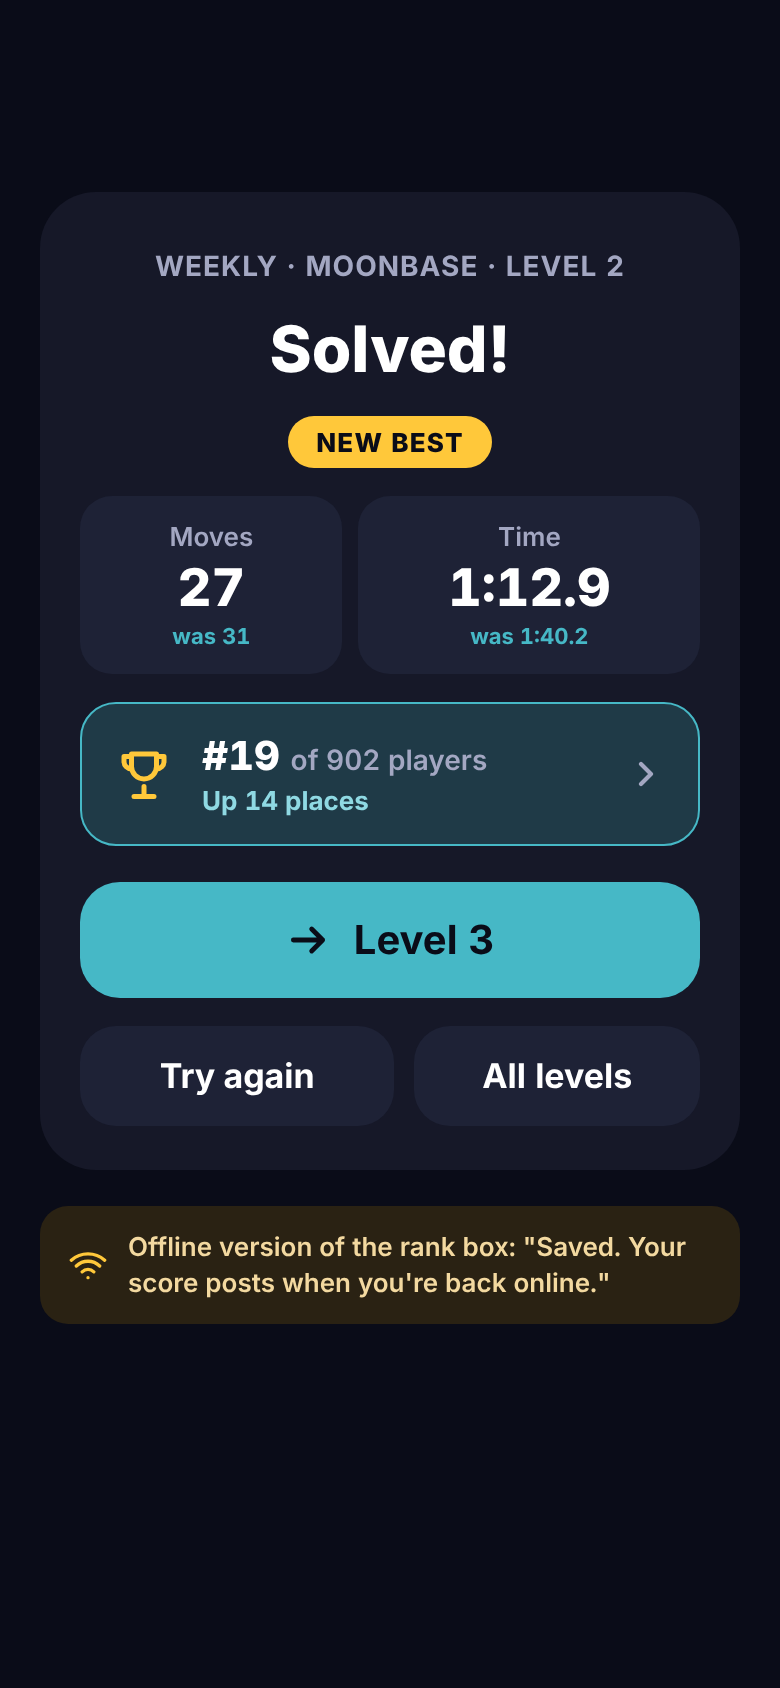 WEEKLY · MOONBASE · LEVEL 2
Solved!
NEW BEST
Moves
27
was 31
Time
1:12.9
was 1:40.2
#19 of 902 players
Up 14 places
Level 3
Try again
All levels
Offline version of the rank box: "Saved. Your
score posts when you're back online."